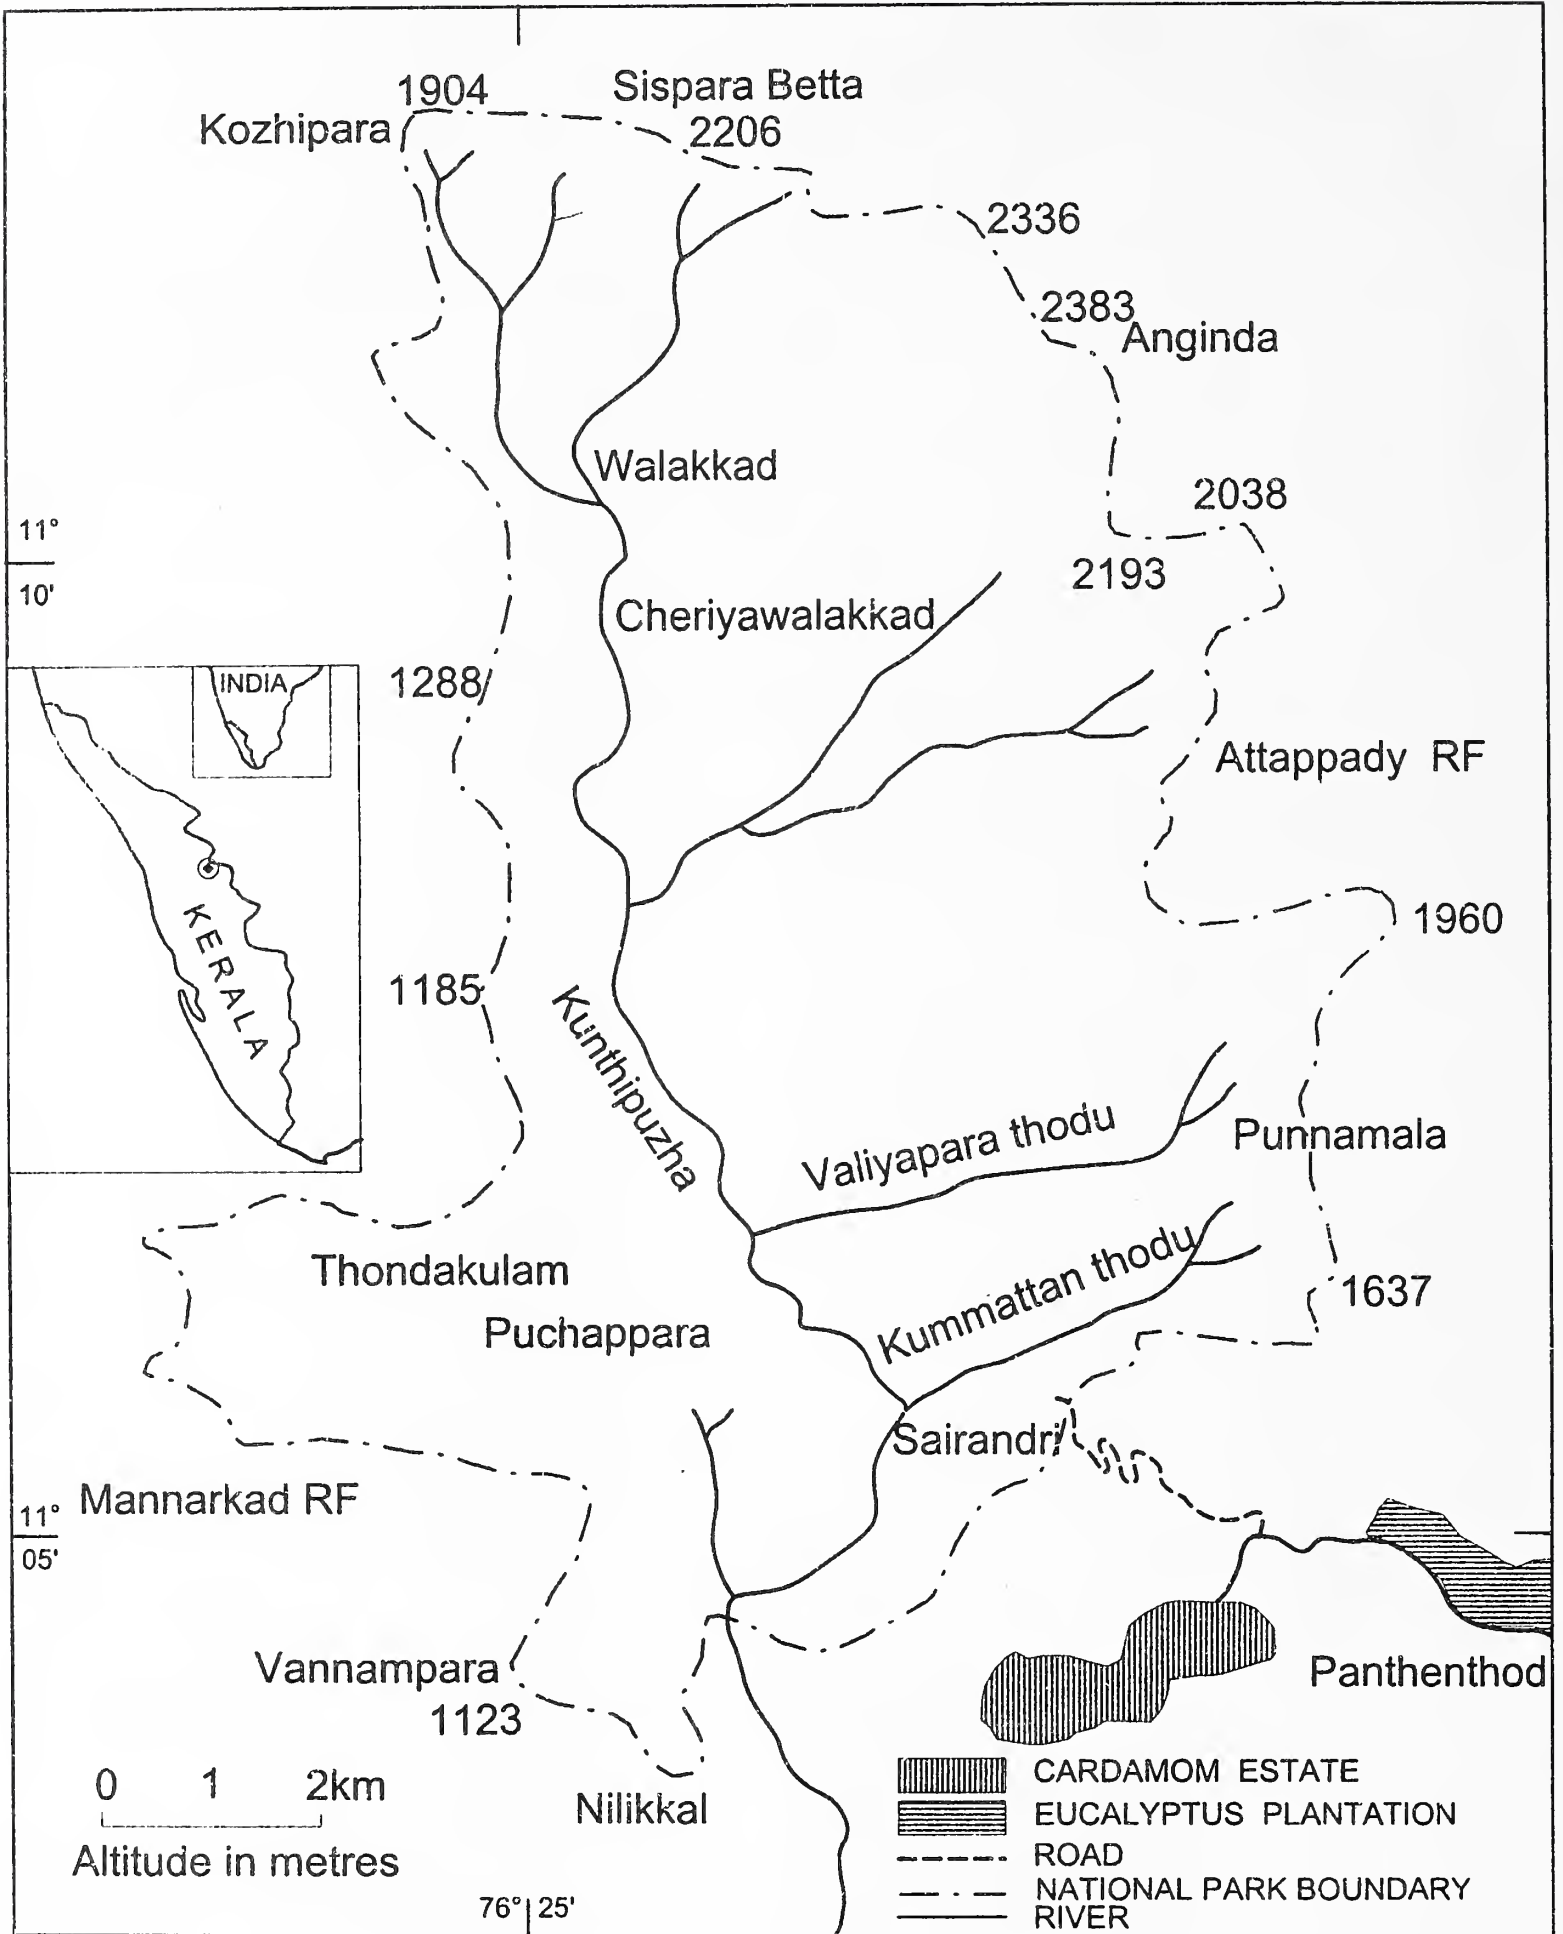 1904
Sispara Betta
Kozhipara
2206
2336
2383
Anginda
Walakkad
2038
11°
10'
2193
Cheriyawalakkad
1288
INDIA
Attappady RF
KERALA
1960
1185
Kunthipuzha
Valiyapara thodu
Punnamala
Kummattan thodu
Thondakulam
1637
Puchappara
Sairandri
Mannarkad RF
11°
05'
Vannampara
1123
Panthenthod
0 1 2km
Nilikkal
Altitude in metres
CARDAMOM ESTATE
EUCALYPTUS PLANTATION
ROAD
NATIONAL PARK BOUNDARY
RIVER
76° 25'